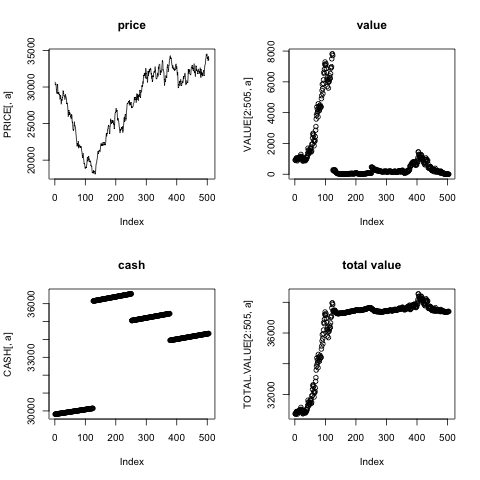 price
PRICE[, a]
35000
30000
25000
20000
0 100 200 300 400 500
Index
value
VALUE[2:505, a]
8000
6000
4000
2000
0
0 100 200 300 400 500
Index
cash
CASH[, a]
36000
33000
30000
0 100 200 300 400 500
Index
total value
TOTAL.VALUE[2:505, a]
36000
32000
0 100 200 300 400 500
Index